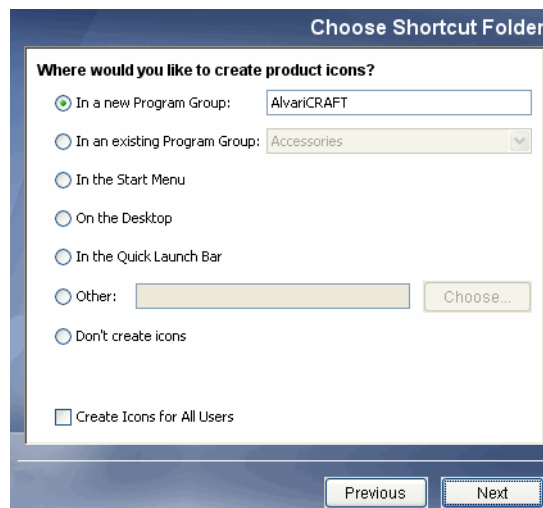 Choose Shortcut Folder
Where would you like to create product icons?
In a new Program Group: AlvariCRAFT
In an existing Program Group: Accessories
In the Start Menu
On the Desktop
In the Quick Launch Bar
Other: Choose...
Don't create icons
Create Icons for All Users
Previous Next